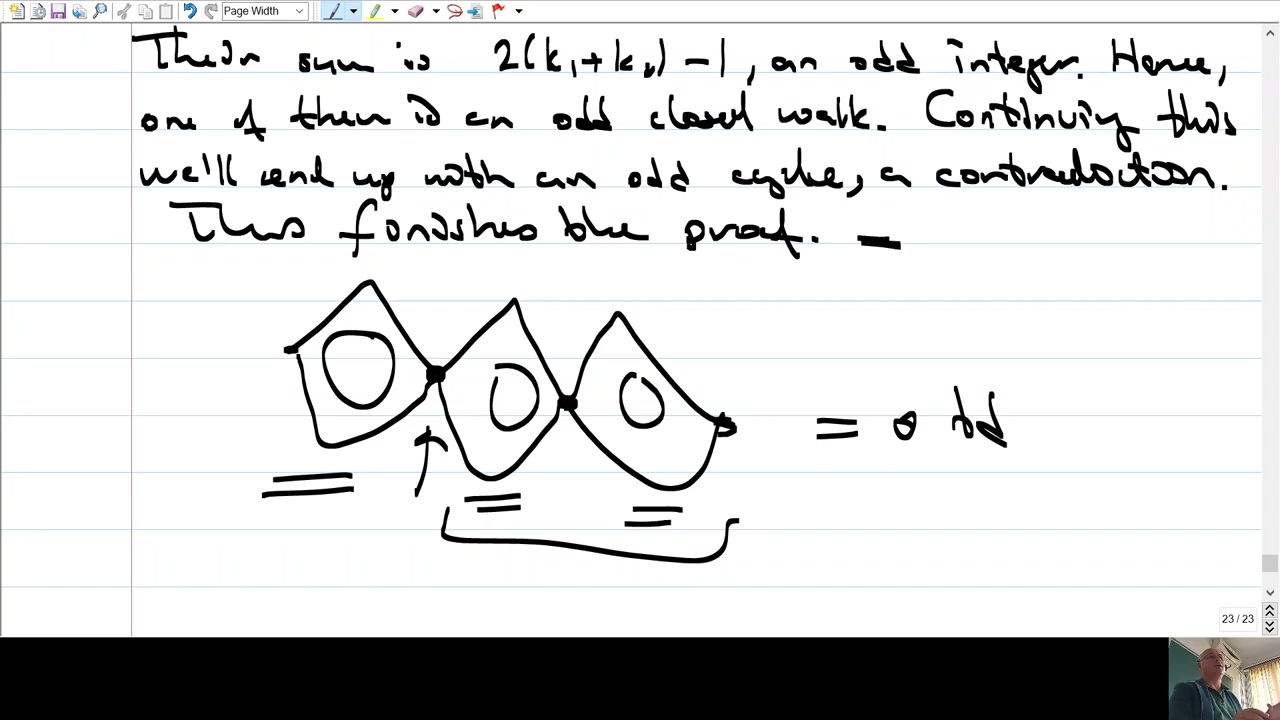 Page Width
Their sum is 2(k₁+k₂)-1, an odd integer. Hence,
one of them is an odd closed walk. Continuing this
we'll end up with an odd cycle, a contradiction.
This finishes the proof.
= odd
23 / 23